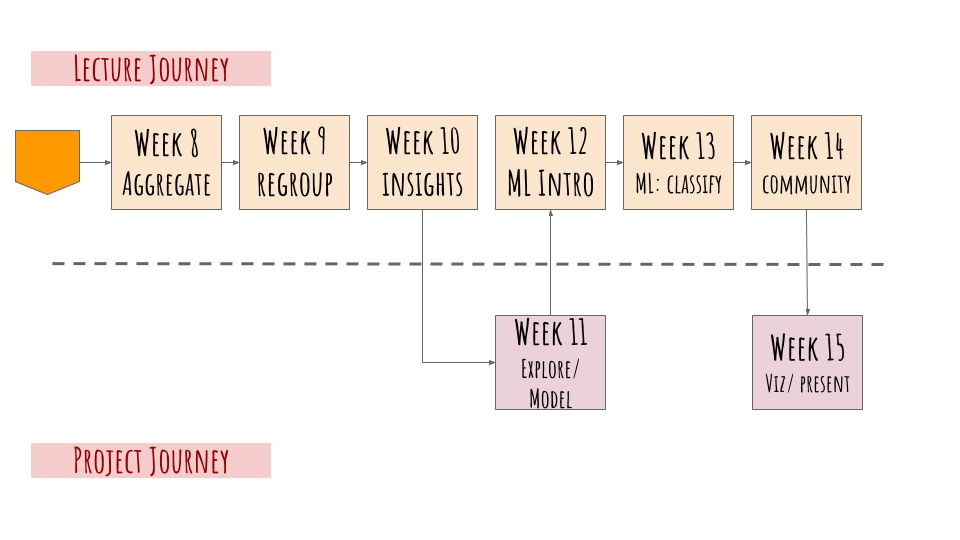 Lecture Journey
Week 8
Aggregate
Week 9
regroup
Week 10
insights
Week 12
ML Intro
Week 13
ML: classify
Week 14
community
Week 11
Explore/
Model
Week 15
Viz/ present
Project Journey